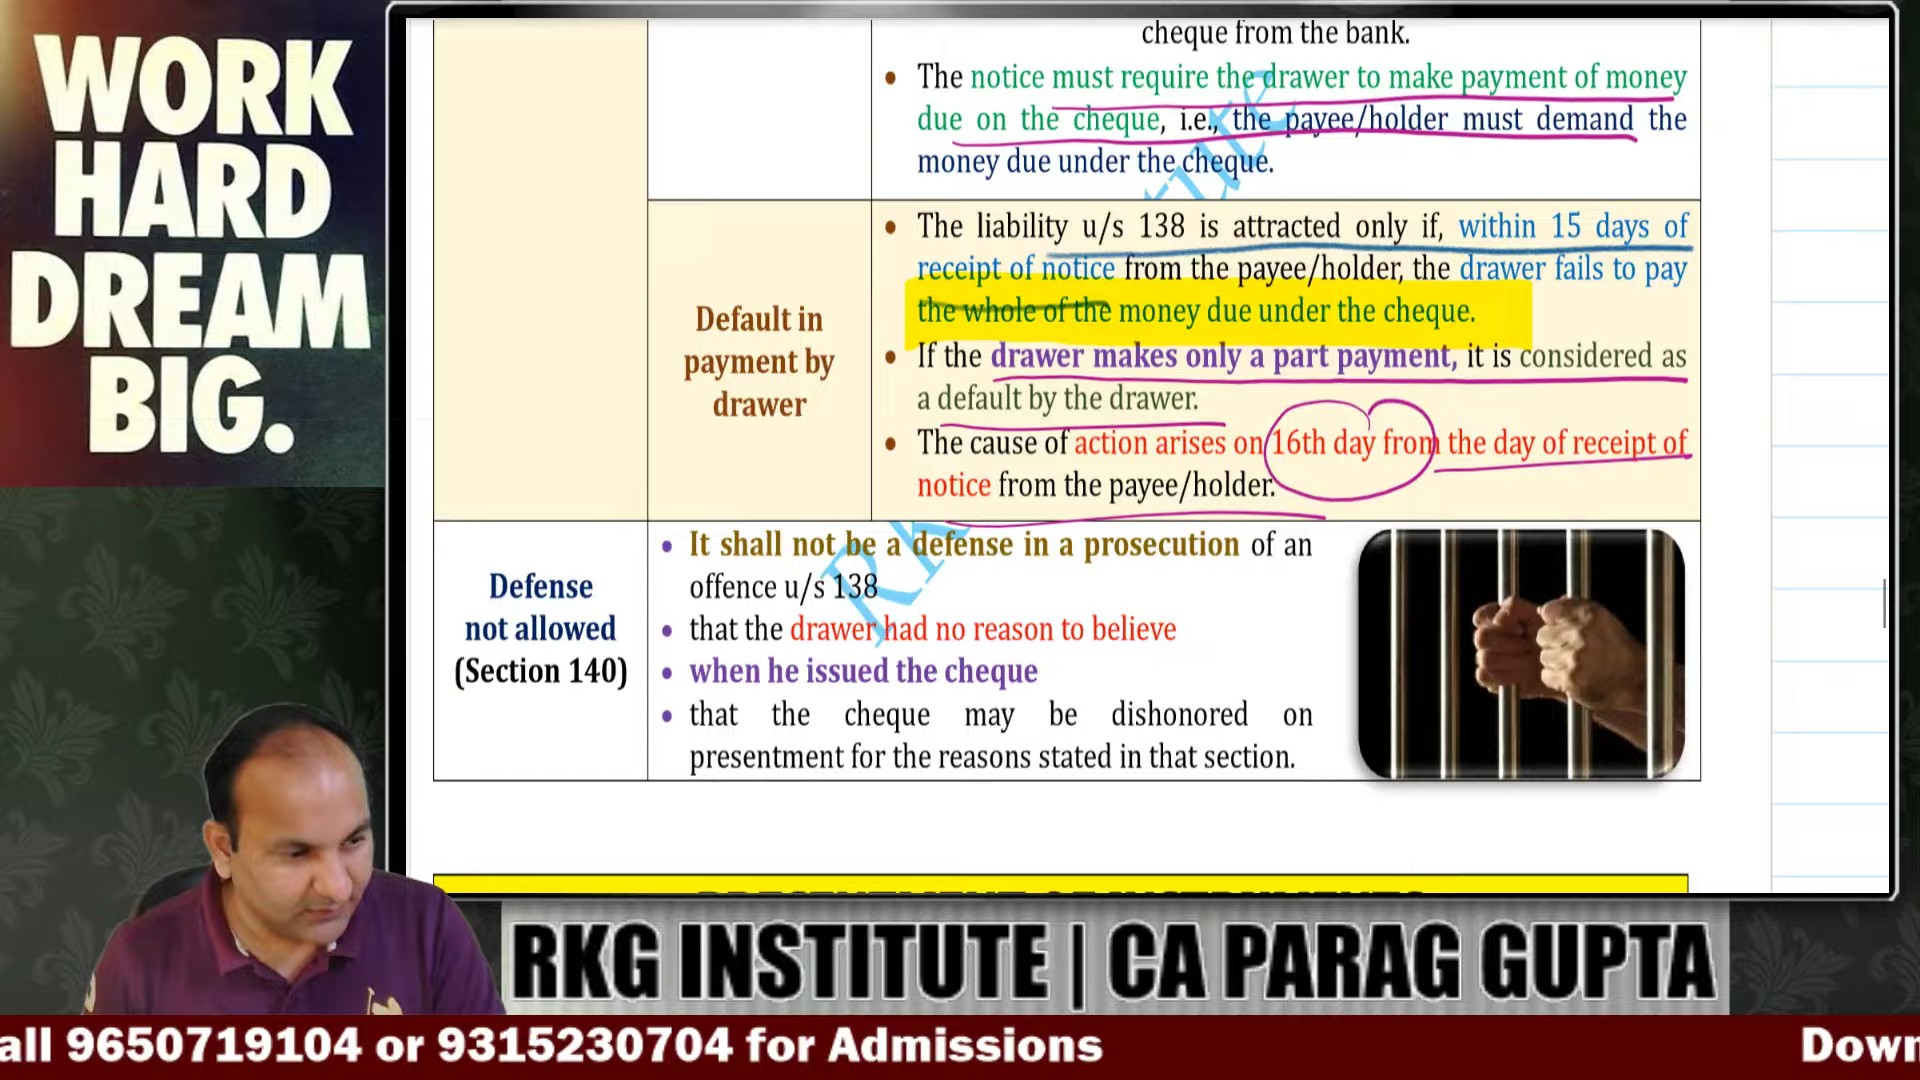 WORK
HARD
DREAM
BIG.
cheque from the bank.
• The notice must require the drawer to make payment of money
due on the cheque, i.e., the payee/holder must demand the
money due under the cheque.
Default in
payment by
drawer
• The liability u/s 138 is attracted only if, within 15 days of
receipt of notice from the payee/holder, the drawer fails to pay
the whole of the money due under the cheque.
• If the drawer makes only a part payment, it is considered as
a default by the drawer.
• The cause of action arises on 16th day from the day of receipt of
notice from the payee/holder.
Defense
not allowed
(Section 140)
• It shall not be a defense in a prosecution of an
offence u/s 138
• that the drawer had no reason to believe
• when he issued the cheque
• that the cheque may be dishonored on
presentment for the reasons stated in that section.
RKG INSTITUTE | CA PARAG GUPTA
all 9650719104 or 9315230704 for Admissions
Down